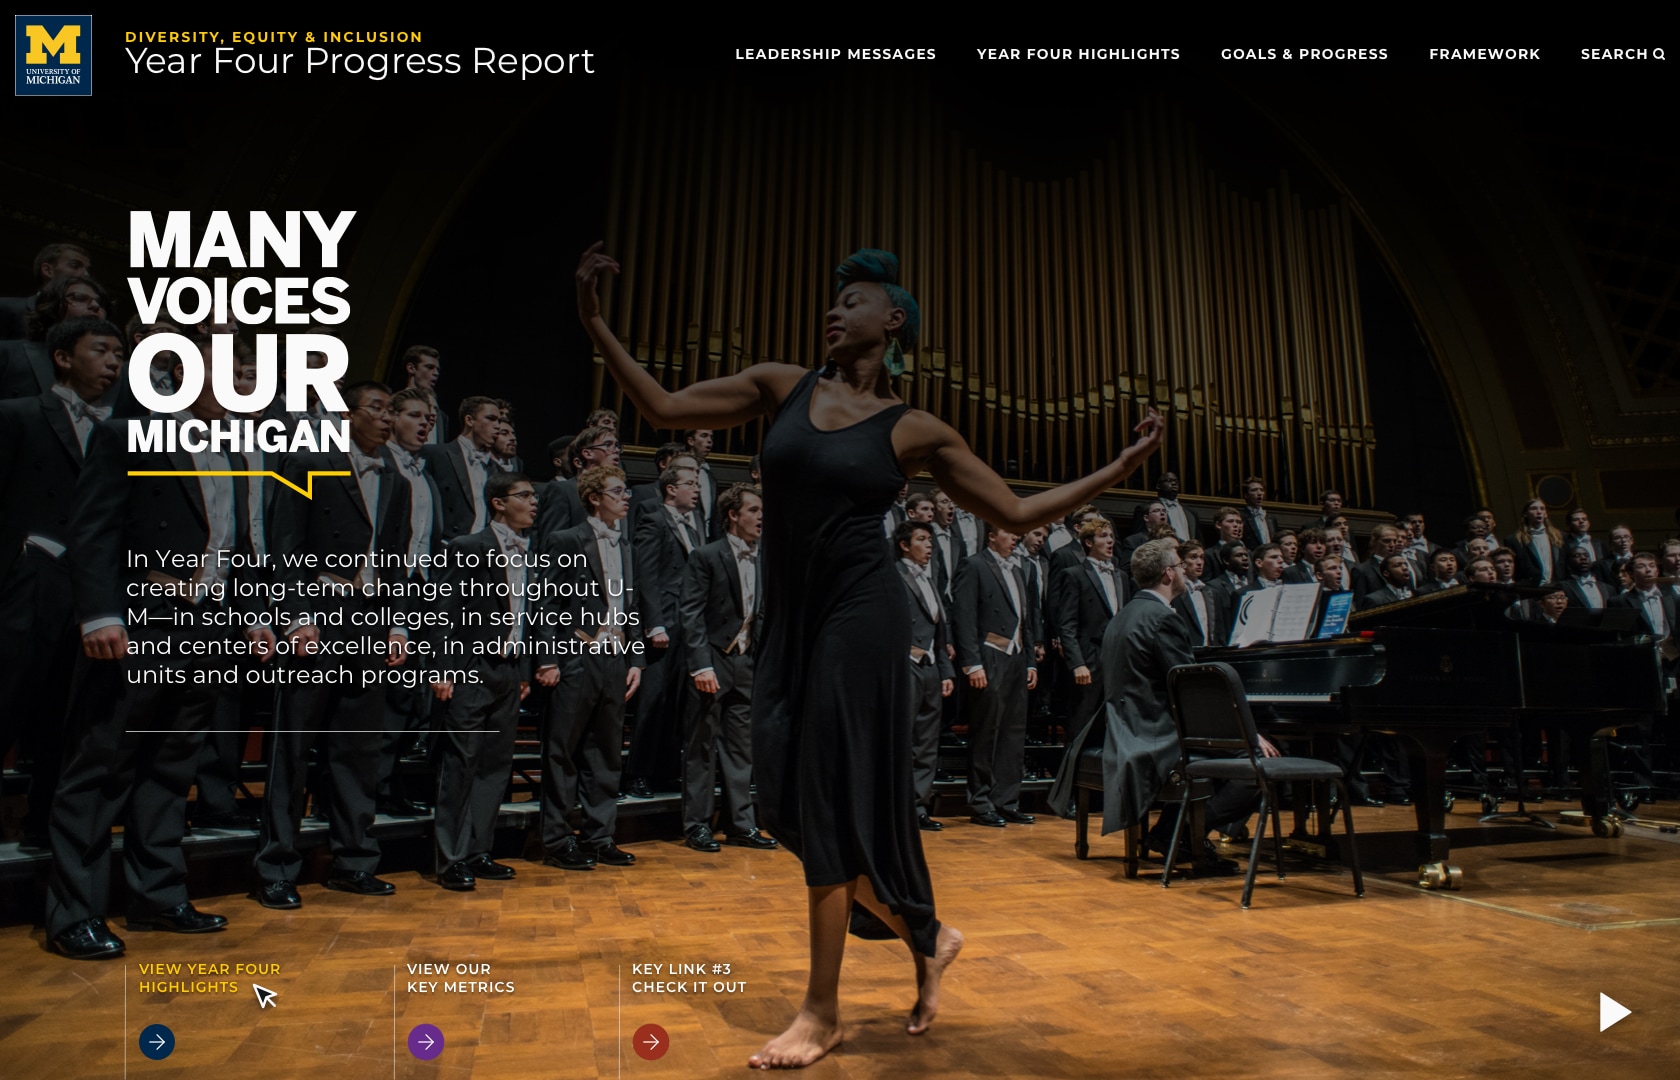 M
UNIVERSITY OF
MICHIGAN
DIVERSITY, EQUITY & INCLUSION
Year Four Progress Report
LEADERSHIP MESSAGES
YEAR FOUR HIGHLIGHTS
GOALS & PROGRESS
FRAMEWORK
SEARCH
MANY
VOICES
OUR
MICHIGAN
In Year Four, we continued to focus on
creating long-term change throughout U-
M—in schools and colleges, in service hubs
and centers of excellence, in administrative
units and outreach programs.
VIEW YEAR FOUR
HIGHLIGHTS
VIEW OUR
KEY METRICS
KEY LINK #3
CHECK IT OUT